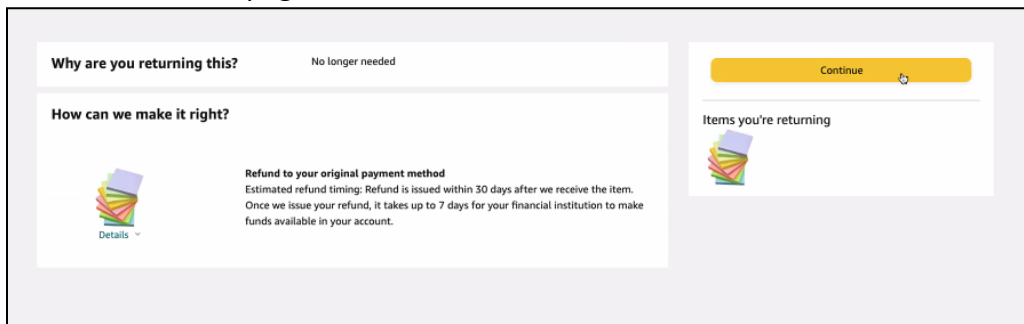 Why are you returning this?
No longer needed
Continue
How can we make it right?
Items you're returning
Refund to your original payment method
Estimated refund timing: Refund is issued within 30 days after we receive the item.
Once we issue your refund, it takes up to 7 days for your financial institution to make
funds available in your account.
Details